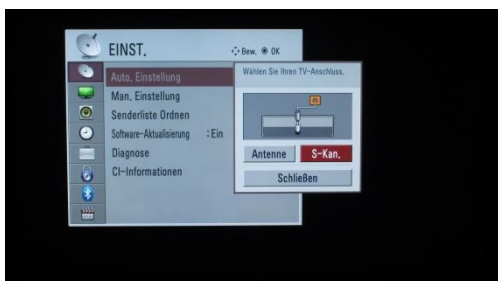 EINST.
Bew. OK
Auto. Einstellung
Man. Einstellung
Senderliste Ordnen
Software-Aktualisierung : Ein
Diagnose
CI-Informationen
Wählen Sie Ihren TV-Anschluss.
Antenne
S-Kan.
Schließen